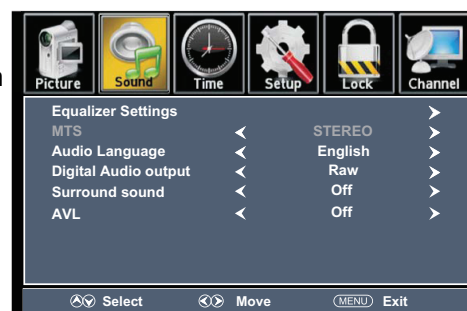 Picture Sound Time Setup Lock Channel
Equalizer Settings
MTS STEREO
Audio Language English
Digital Audio output Raw
Surround sound Off
AVL Off
Select Move MENU Exit